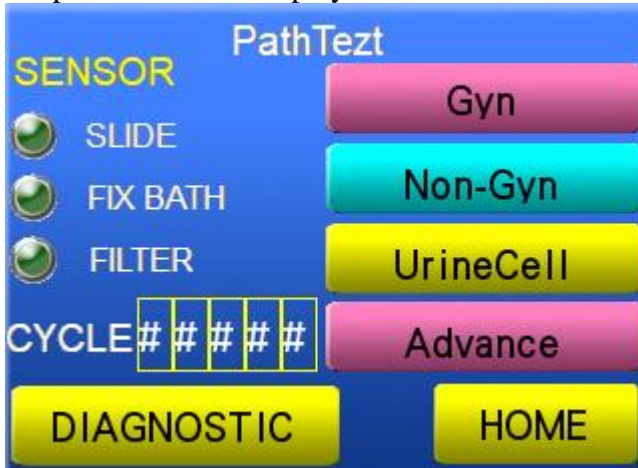 PathTezt
SENSOR
SLIDE
FIX BATH
FILTER
CYCLE # # # # #
Gyn
Non-Gyn
UrineCell
Advance
DIAGNOSTIC
HOME